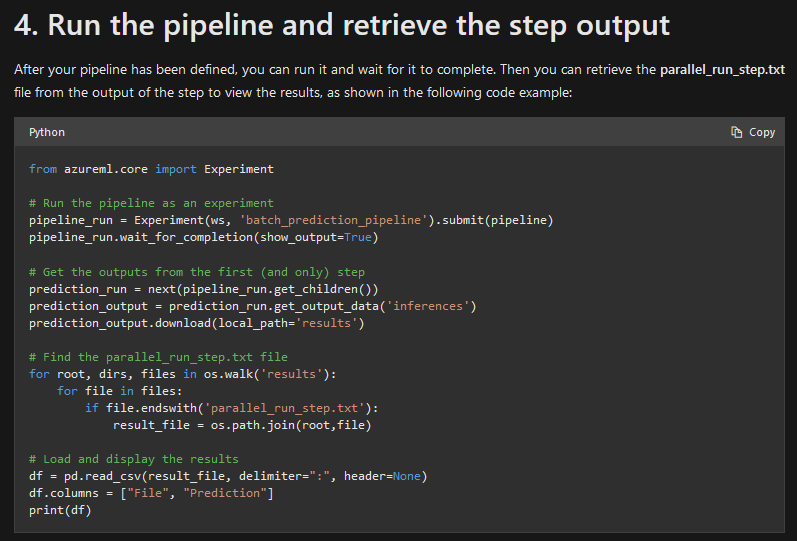 4. Run the pipeline and retrieve the step output
After your pipeline has been defined, you can run it and wait for it to complete. Then you can retrieve the parallel_run_step.txt
file from the output of the step to view the results, as shown in the following code example:
Python
Copy
from azureml.core import Experiment
# Run the pipeline as an experiment
pipeline_run = Experiment(ws, 'batch_prediction_pipeline').submit(pipeline)
pipeline_run.wait_for_completion(show_output=True)
# Get the outputs from the first (and only) step
prediction_run = next(pipeline_run.get_children())
prediction_output = prediction_run.get_output_data('inferences')
prediction_output.download(local_path='results')
# Find the parallel_run_step.txt file
for root, dirs, files in os.walk('results'):
    for file in files:
        if file.endswith('parallel_run_step.txt'):
            result_file = os.path.join(root,file)
# Load and display the results
df = pd.read_csv(result_file, delimiter=":", header=None)
df.columns = ["File", "Prediction"]
print(df)